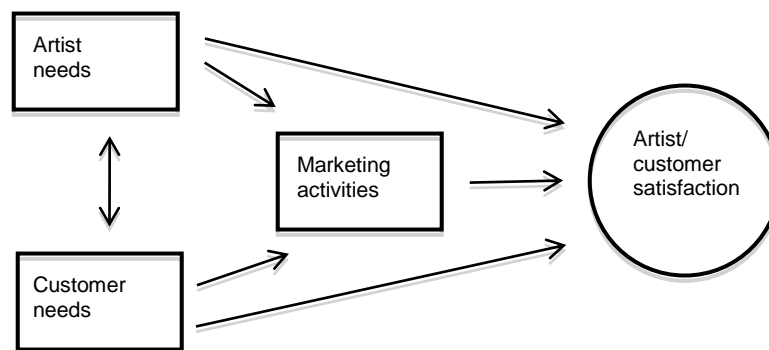 Artist
needs
Marketing
activities
Artist/
customer
satisfaction
Customer
needs